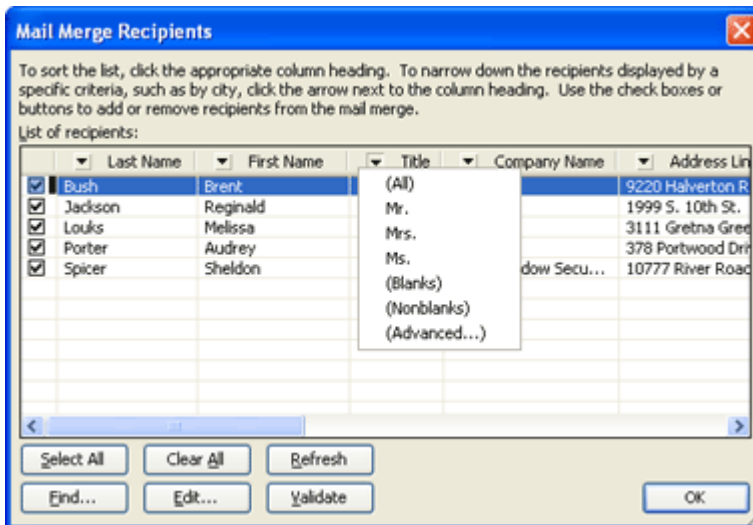 Mail Merge Recipients
To sort the list, click the appropriate column heading. To narrow down the recipients displayed by a
specific criteria, such as by city, click the arrow next to the column heading. Use the check boxes or
buttons to add or remove recipients from the mail merge.
List of recipients:
Last Name First Name Title Company Name Address Lin
Bush Brent 9220 Halverton R
Jackson Reginald 1999 S. 10th St.
Louks Melissa 3111 Gretna Gree
Porter Audrey 378 Portwood Driv
Spicer Sheldon dow Secu... 10777 River Road
(All)
Mr.
Mrs.
Ms.
(Blanks)
(Nonblanks)
(Advanced...)
Select All Clear All Refresh
Find... Edit... Validate OK